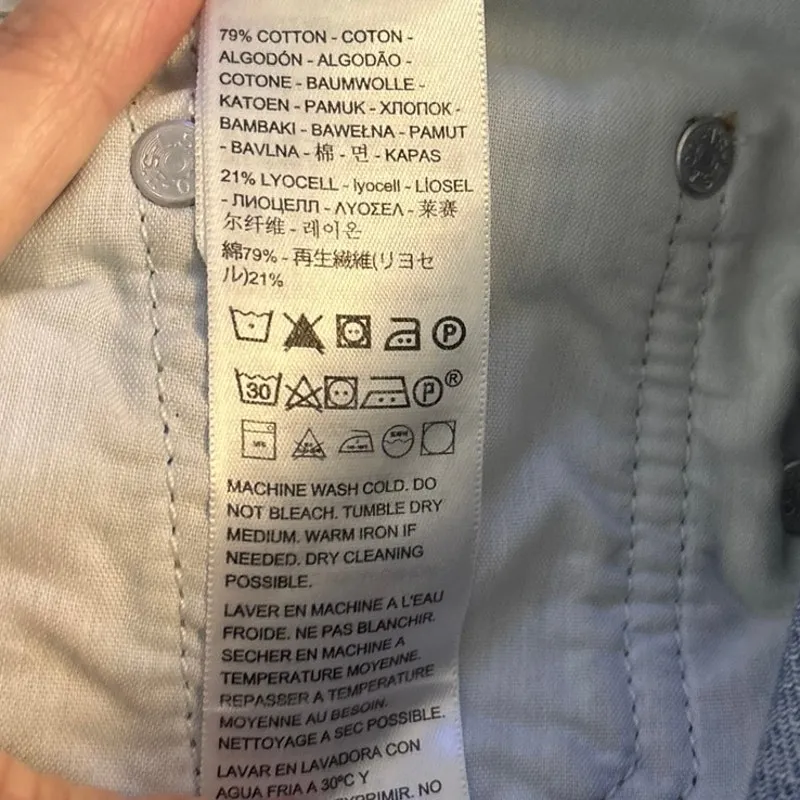 79% COTTON - COTON -
ALGODÓN - ALGODÃO -
COTONE - BAUMWOLLE -
KATOEN - PAMUK - ХЛОПОК -
BAMBAKI - BAWEŁNA - PAMUT
- BAVLNA - 棉 - 면 - KAPAS
21% LYOCELL - lyocell - LİOSEL
- ЛИОЦЕЛЛ - ΛΥΟΣΕΛ - 莱赛
尔纤维 - 레이온
綿79% - 再生繊維(リヨセ
ル)21%
P
30 P®
MACHINE WASH COLD. DO
NOT BLEACH. TUMBLE DRY
MEDIUM. WARM IRON IF
NEEDED. DRY CLEANING
POSSIBLE.
LAVER EN MACHINE A L'EAU
FROIDE. NE PAS BLANCHIR.
SECHER EN MACHINE A
TEMPERATURE MOYENNE.
REPASSER A TEMPERATURE
MOYENNE AU BESOIN.
NETTOYAGE A SEC POSSIBLE.
LAVAR EN LAVADORA CON
AGUA FRIA A 30ºC Y
EXPRIMIR. NO